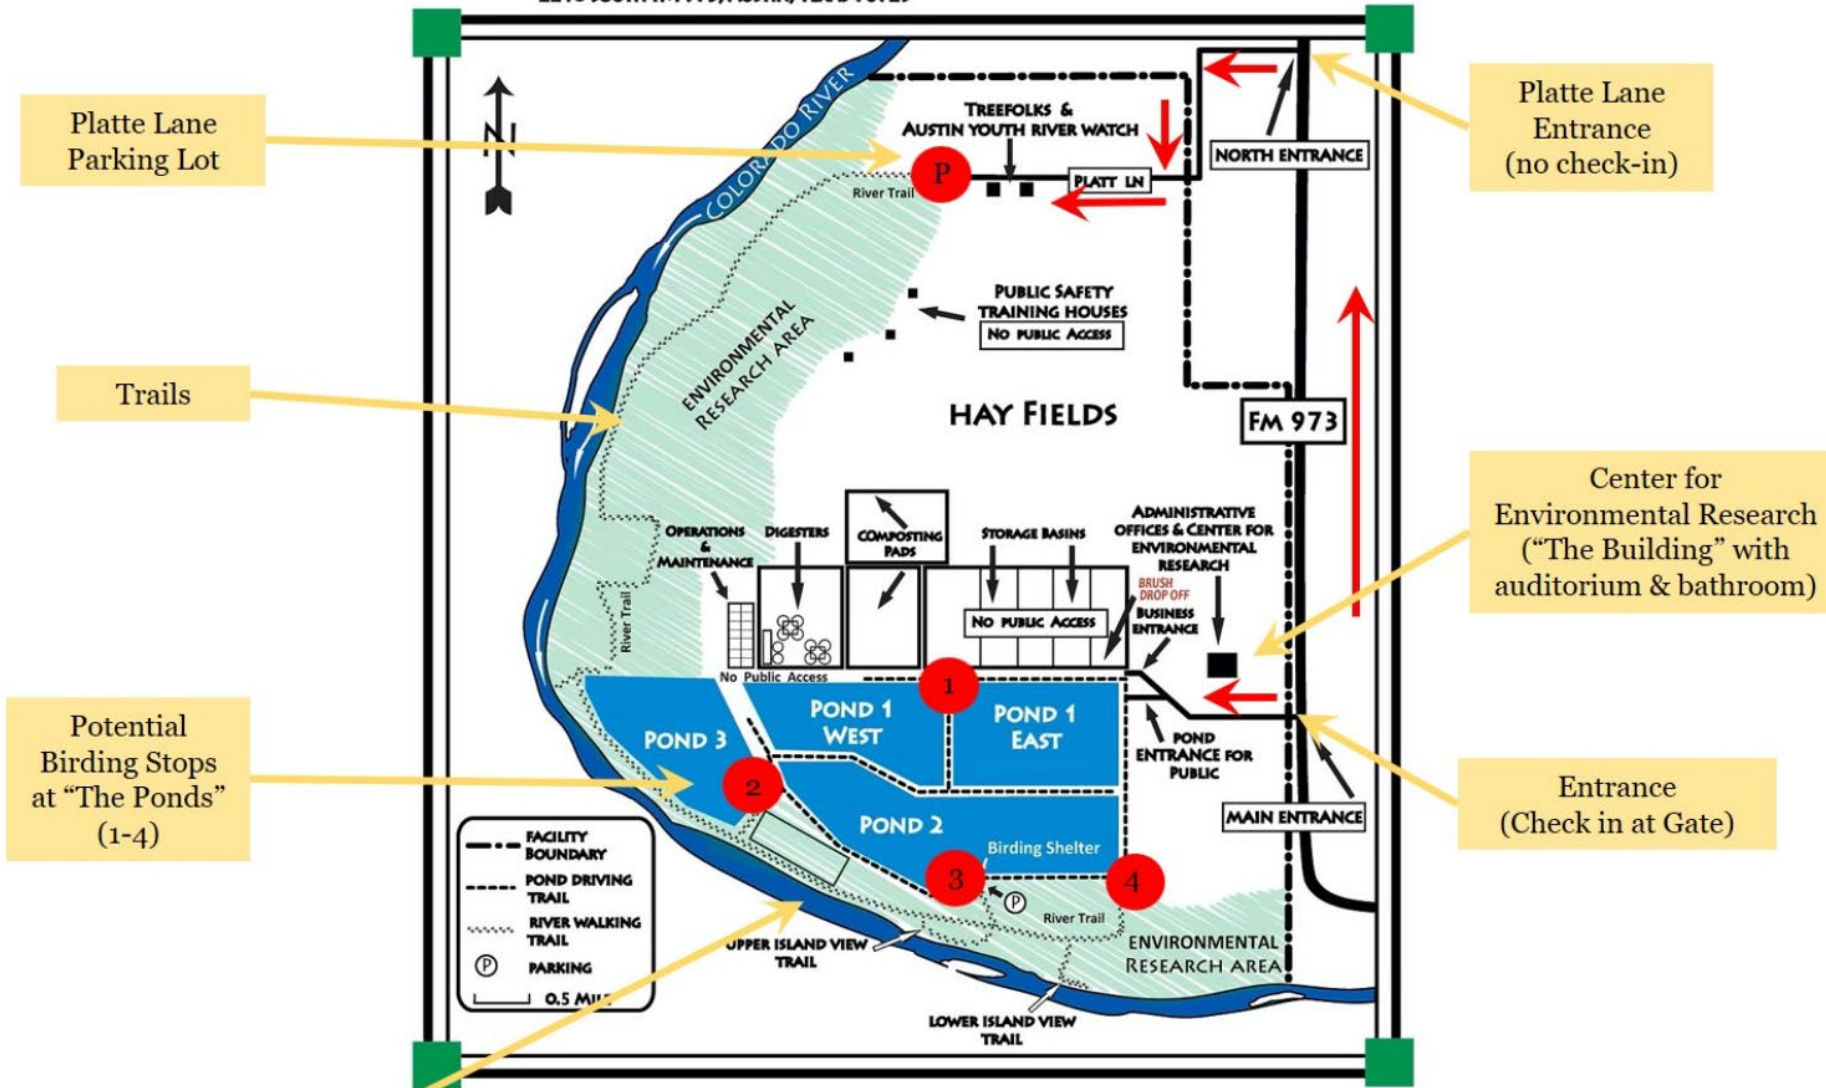 Platte Lane
Parking Lot
Trails
Potential
Birding Stops
at “The Ponds”
(1-4)
N
COLORADO RIVER
TREEFOLKS &
AUSTIN YOUTH RIVER WATCH
P
PLATT LN
River Trail
NORTH ENTRANCE
PUBLIC SAFETY
TRAINING HOUSES
NO PUBLIC ACCESS
ENVIRONMENTAL
RESEARCH AREA
HAY FIELDS
FM 973
OPERATIONS
&
MAINTENANCE
DIGESTERS
COMPOSTING
PADS
STORAGE BASINS
NO PUBLIC ACCESS
ADMINISTRATIVE
OFFICES & CENTER FOR
ENVIRONMENTAL
RESEARCH
BRUSH
DROP OFF
BUSINESS
ENTRANCE
River Trail
No Public Access
1
POND 1
WEST
POND 1
EAST
POND 3
POND
ENTRANCE FOR
PUBLIC
2
POND 2
MAIN ENTRANCE
Birding Shelter
3
4
P
River Trail
UPPER ISLAND VIEW
TRAIL
ENVIRONMENTAL
RESEARCH AREA
LOWER ISLAND VIEW
TRAIL
FACILITY
BOUNDARY
POND DRIVING
TRAIL
RIVER WALKING
TRAIL
P
PARKING
0.5 MILE
Platte Lane
Entrance
(no check-in)
Center for
Environmental Research
(“The Building” with
auditorium & bathroom)
Entrance
(Check in at Gate)